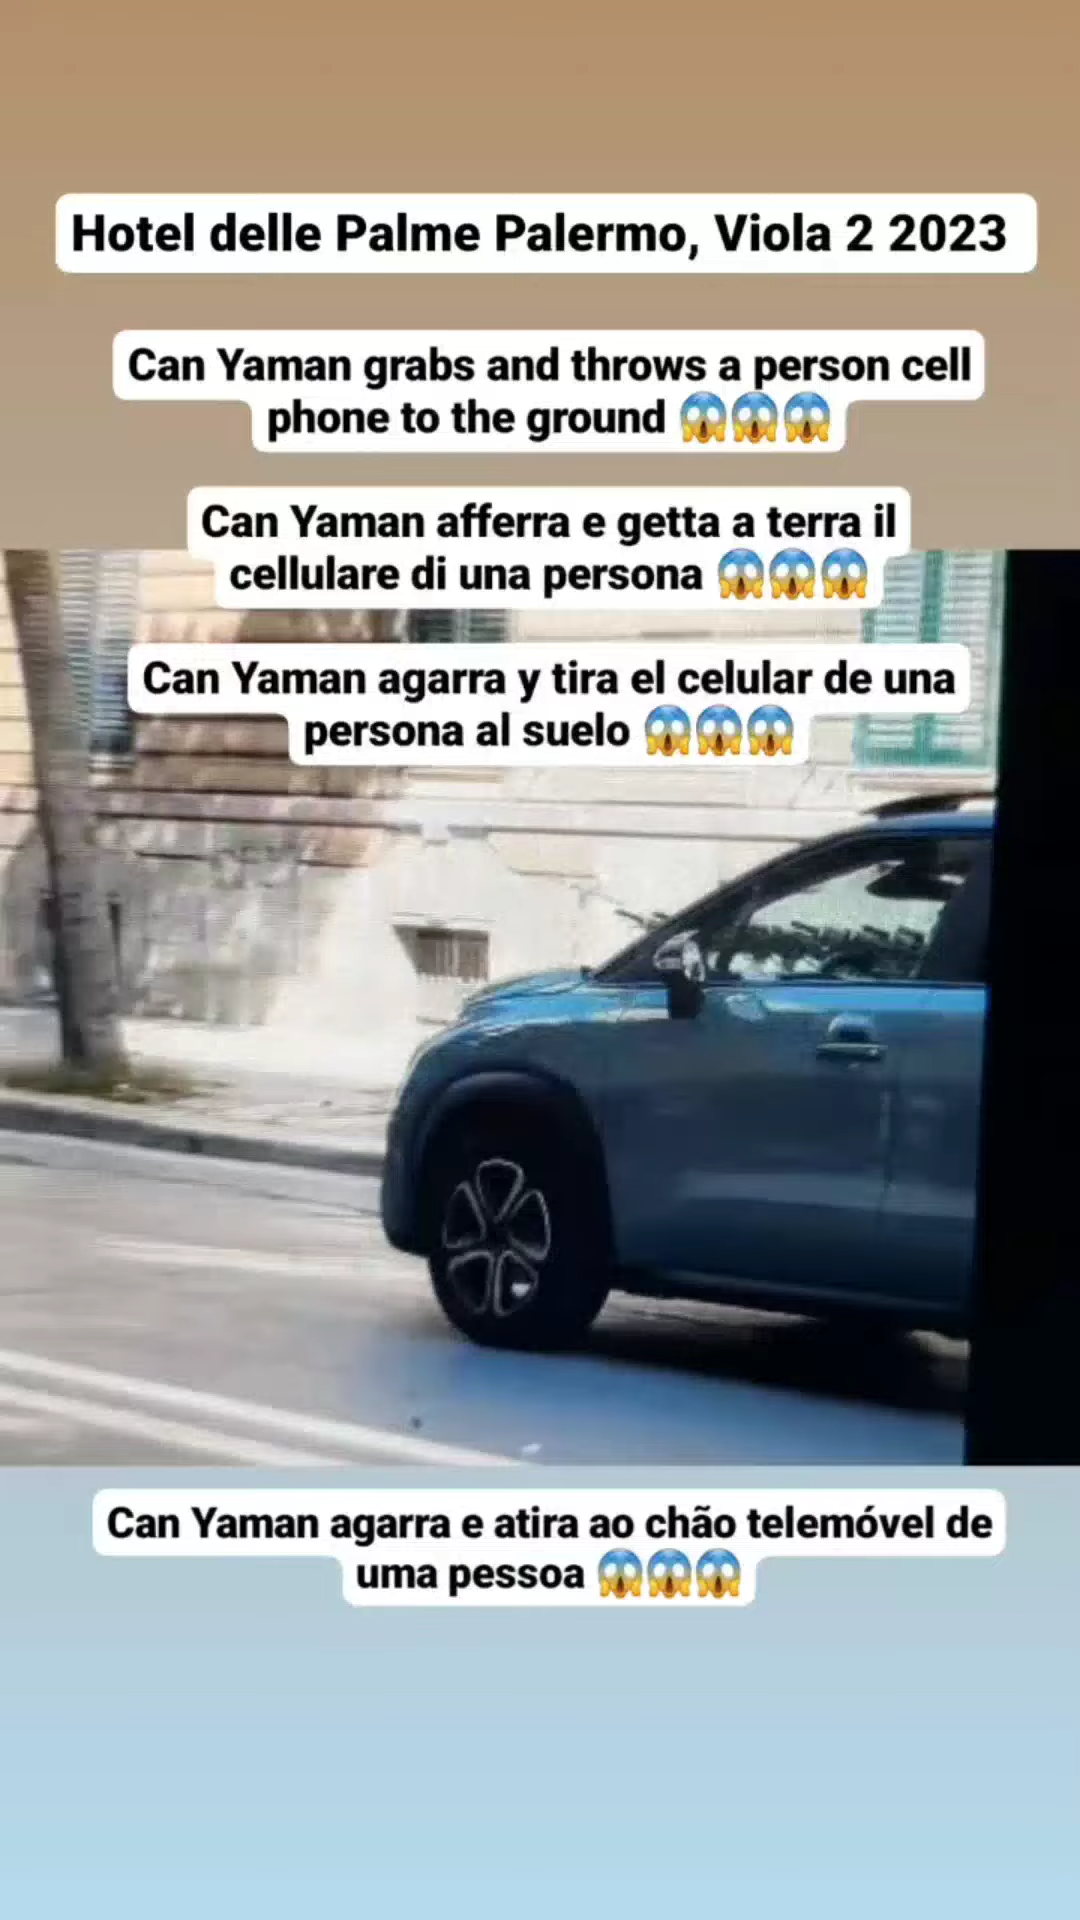 Hotel delle Palme Palermo, Viola 2 2023
Can Yaman grabs and throws a person cell
phone to the ground 😱😱😱
Can Yaman afferra e getta a terra il
cellulare di una persona 😱😱😱
Can Yaman agarra y tira el celular de una
persona al suelo 😱😱😱
Can Yaman agarra e atira ao chão telemóvel de
uma pessoa 😱😱😱